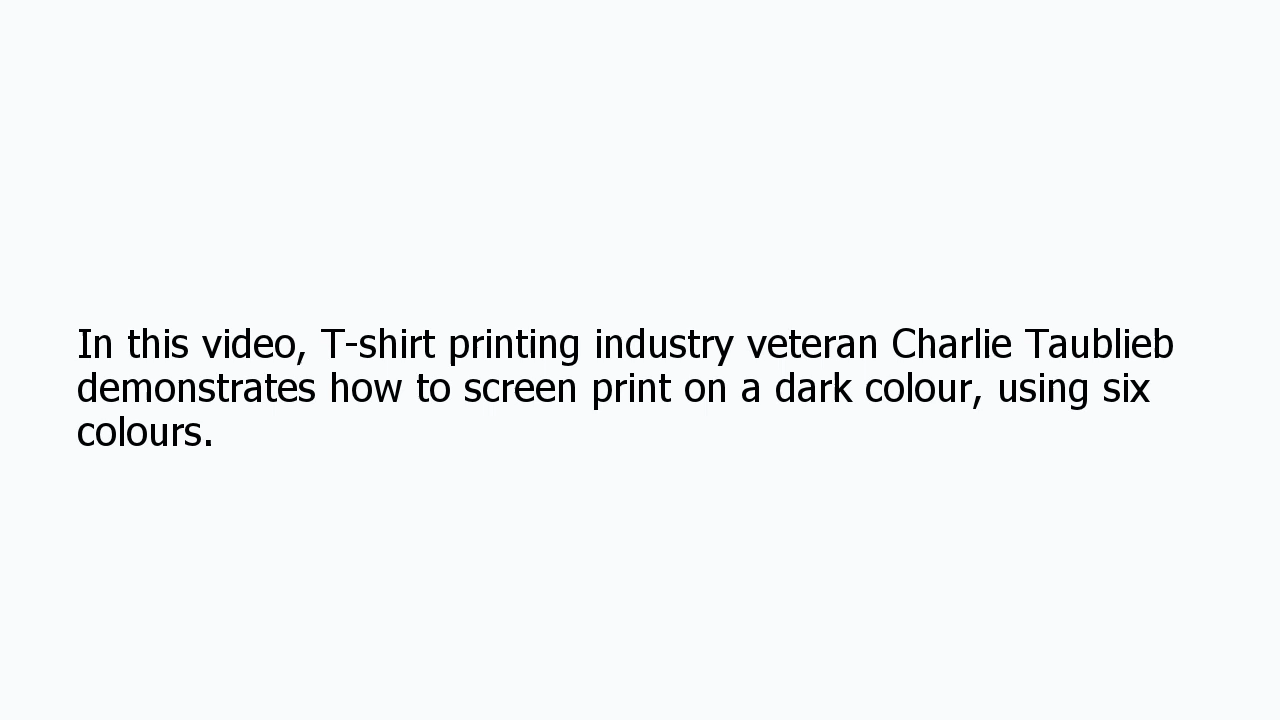 In this video, T-shirt printing industry veteran Charlie Taublieb
demonstrates how to screen print on a dark colour, using six
colours.